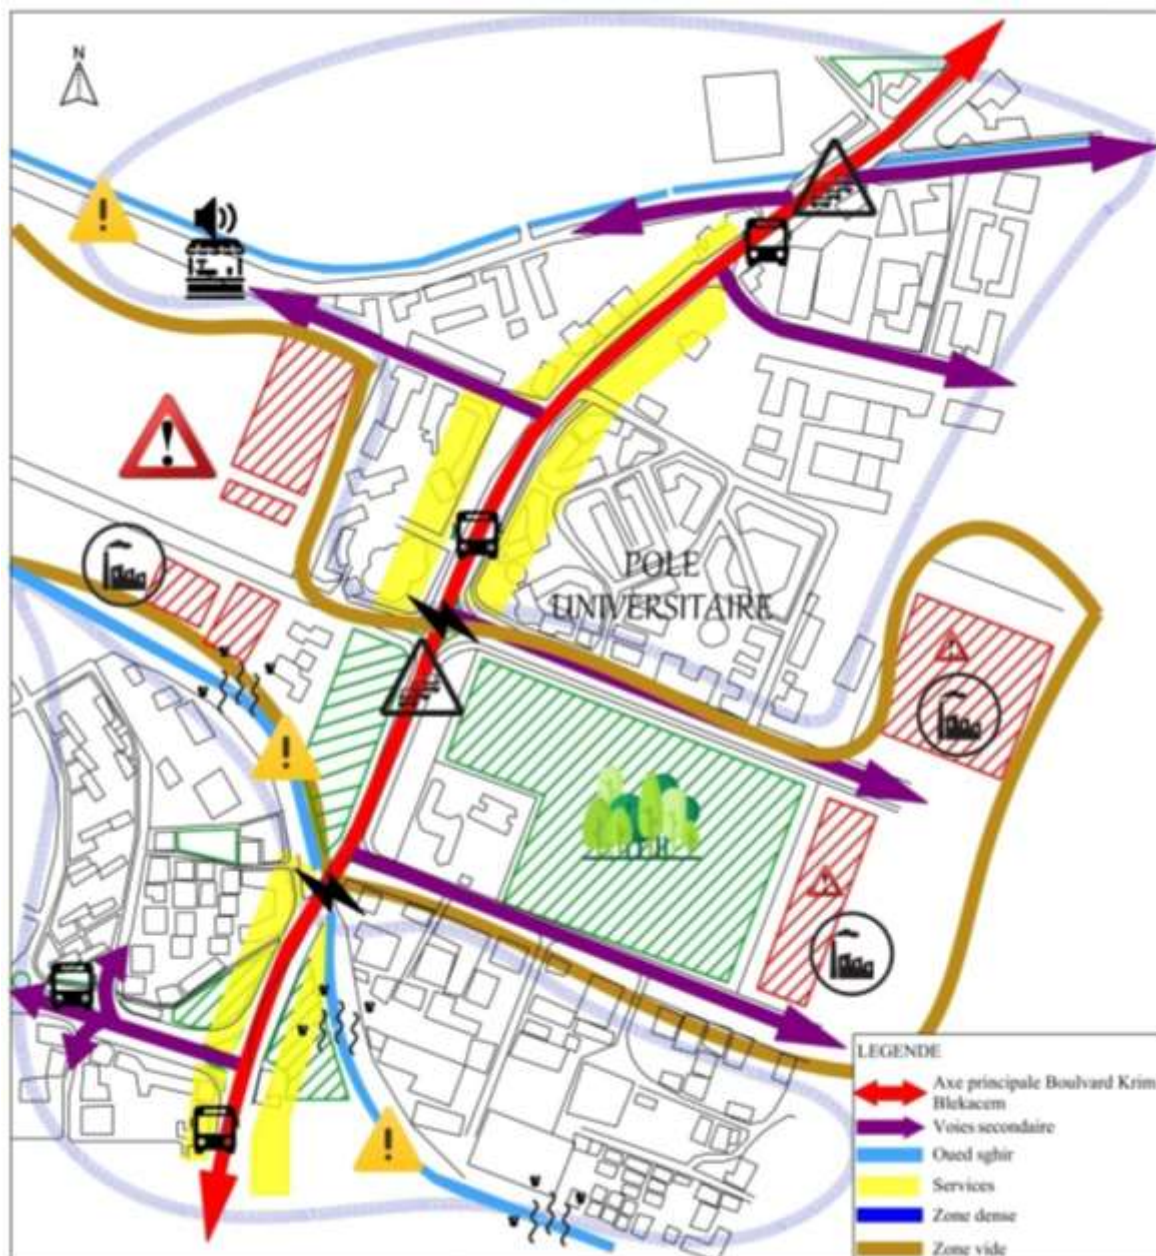 N
POLE
UNIVERSITAIRE
LEGENDE
Axe principale Boulvard Krim
Blekacem
Voies secondaire
Oued sghir
Services
Zone dense
Zone vide